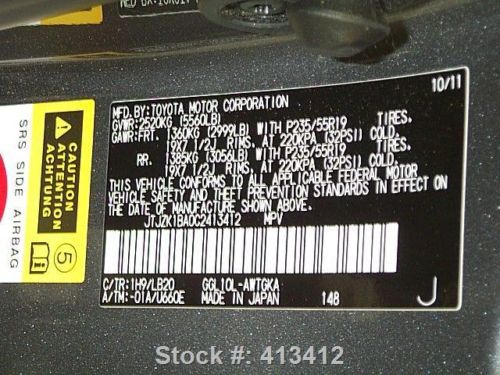 10/11
MFD. BY: TOYOTA MOTOR CORPORATION
GVWR: 2520KG (5560LB)
GAWR: FRT. 1360KG (2999LB) WITH P235/55R19 TIRES.
19X7 1/2J RIMS, AT 220KPA (32PSI) COLD
RR. 1385KG (3056LB) WITH P235/55R19 TIRES.
19X7 1/2J RIMS, AT 220KPA (32PSI) COLD
THIS VEHICLE CONFORMS TO ALL APPLICABLE FEDERAL MOTOR
VEHICLE SAFETY AND THEFT PREVENTION STANDARDS IN EFFECT ON
THE DATE OF MANUFACTURE SHOWN ABOVE.
JTJZK1BA0C2413412 MPV
C/TR: 1H9/LB20 GGL10L-AWTGKA
A/TM: -01A/U660E MADE IN JAPAN 148 J
SRS SIDE AIRBAG
CAUTION
ATTENTION
ACHTUNG
5
Stock #: 413412